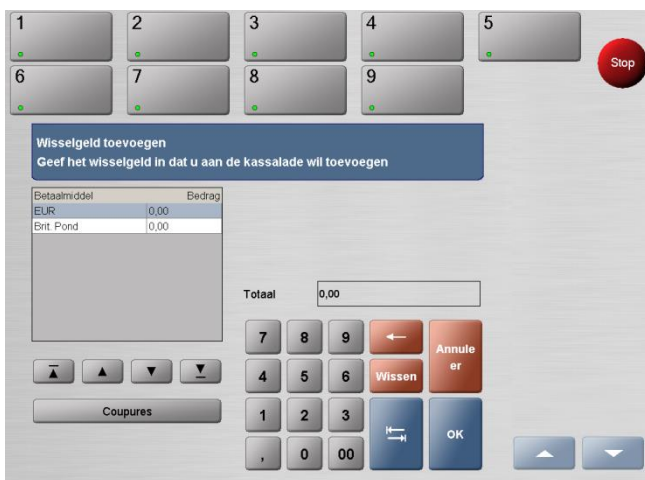 1 2 3 4 5
Stop
6 7 8 9
Wisselgeld toevoegen
Geef het wisselgeld in dat u aan de kassalade wil toevoegen
Betaalmiddel Bedrag
EUR 0,00
Brit. Pond 0,00
Totaal 0,00
7 8 9
Annule
er
4 5 6 Wissen
Coupures
1 2 3
OK
, 0 00